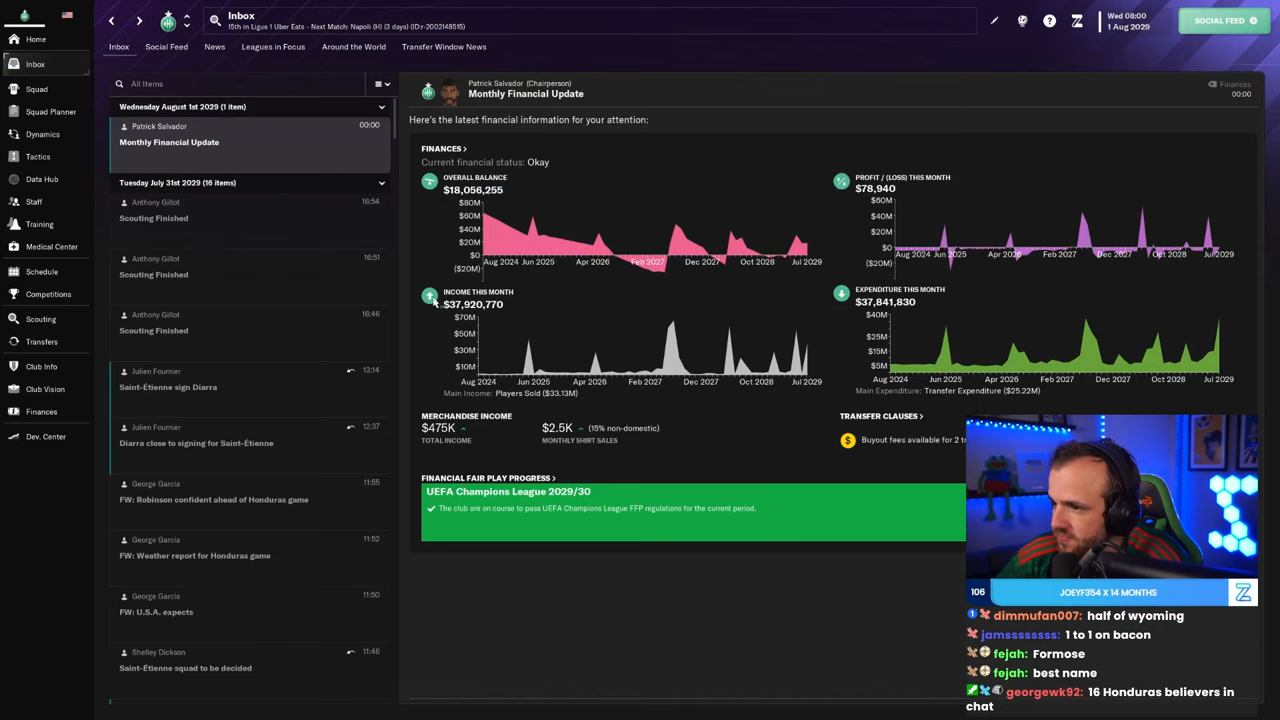 Inbox
15th in Ligue 1 Uber Eats - Next Match: Napoli (H) (3 days) (ID:r-2002148515)
Wed 08:00
1 Aug 2029
SOCIAL FEED
Home
Inbox
Squad
Squad Planner
Dynamics
Tactics
Data Hub
Staff
Training
Medical Center
Schedule
Competitions
Scouting
Transfers
Club Info
Club Vision
Finances
Dev. Center
Inbox
Social Feed
News
Leagues in Focus
Around the World
Transfer Window News
All Items
Wednesday August 1st 2029 (1 item)
Patrick Salvador
00:00
Monthly Financial Update
Tuesday July 31st 2029 (16 items)
Anthony Gillot
16:54
Scouting Finished
Anthony Gillot
16:51
Scouting Finished
Anthony Gillot
16:46
Scouting Finished
Julien Fournier
13:14
Saint-Étienne sign Diarra
Julien Fournier
12:37
Diarra close to signing for Saint-Étienne
George García
11:55
FW: Robinson confident ahead of Honduras game
George García
11:52
FW: Weather report for Honduras game
George García
11:50
FW: U.S.A. expects
Shelley Dickson
11:46
Saint-Étienne squad to be decided
Patrick Salvador (Chairperson)
Monthly Financial Update
Finances
00:00
Here's the latest financial information for your attention:
FINANCES >
Current financial status: Okay
OVERALL BALANCE
$18,056,255
$80M
$60M
$40M
$20M
$0
($20M)
Aug 2024 Jun 2025 Apr 2026 Feb 2027 Dec 2027 Oct 2028 Jul 2029
PROFIT / (LOSS) THIS MONTH
$78,940
$60M
$40M
$20M
$0
($20M)
Aug 2024 Jun 2025 Apr 2026 Feb 2027 Dec 2027 Oct 2028 Jul 2029
INCOME THIS MONTH
$37,920,770
$70M
$50M
$30M
$10M
Aug 2024 Jun 2025 Apr 2026 Feb 2027 Dec 2027 Oct 2028 Jul 2029
Main Income: Players Sold ($33.13M)
EXPENDITURE THIS MONTH
$37,841,830
$40M
$25M
$15M
$5M
Aug 2024 Jun 2025 Apr 2026 Feb 2027 Dec 2027 Oct 2028 Jul 2029
Main Expenditure: Transfer Expenditure ($25.22M)
MERCHANDISE INCOME
$475K
TOTAL INCOME
$2.5K (15% non-domestic)
MONTHLY SHIRT SALES
TRANSFER CLAUSES >
Buyout fees available for 2 tr
FINANCIAL FAIR PLAY PROGRESS >
UEFA Champions League 2029/30
The club are on course to pass UEFA Champions League FFP regulations for the current period.
106
JOEYF354 X 14 MONTHS
dimmufan007: half of wyoming
jamssssssss: 1 to 1 on bacon
fejah: Formose
fejah: best name
georgewk92: 16 Honduras believers in
chat